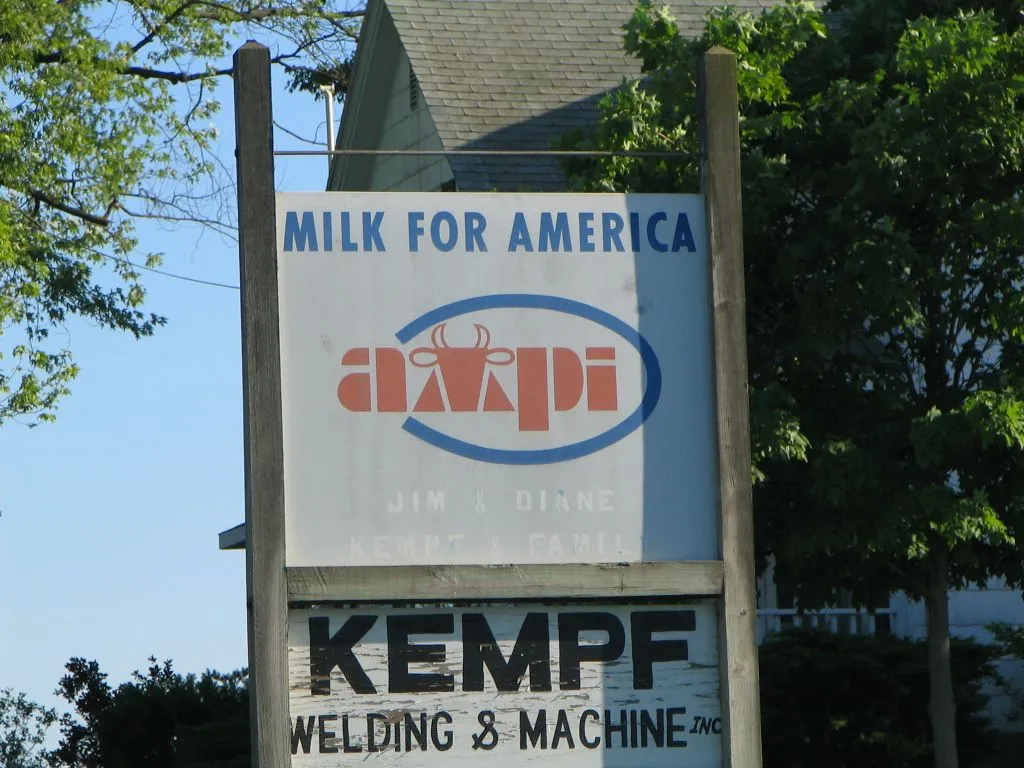 MILK FOR AMERICA
ampi
JIM & DIANE
KEMPF & FAMILY
KEMPF
WELDING & MACHINE INC